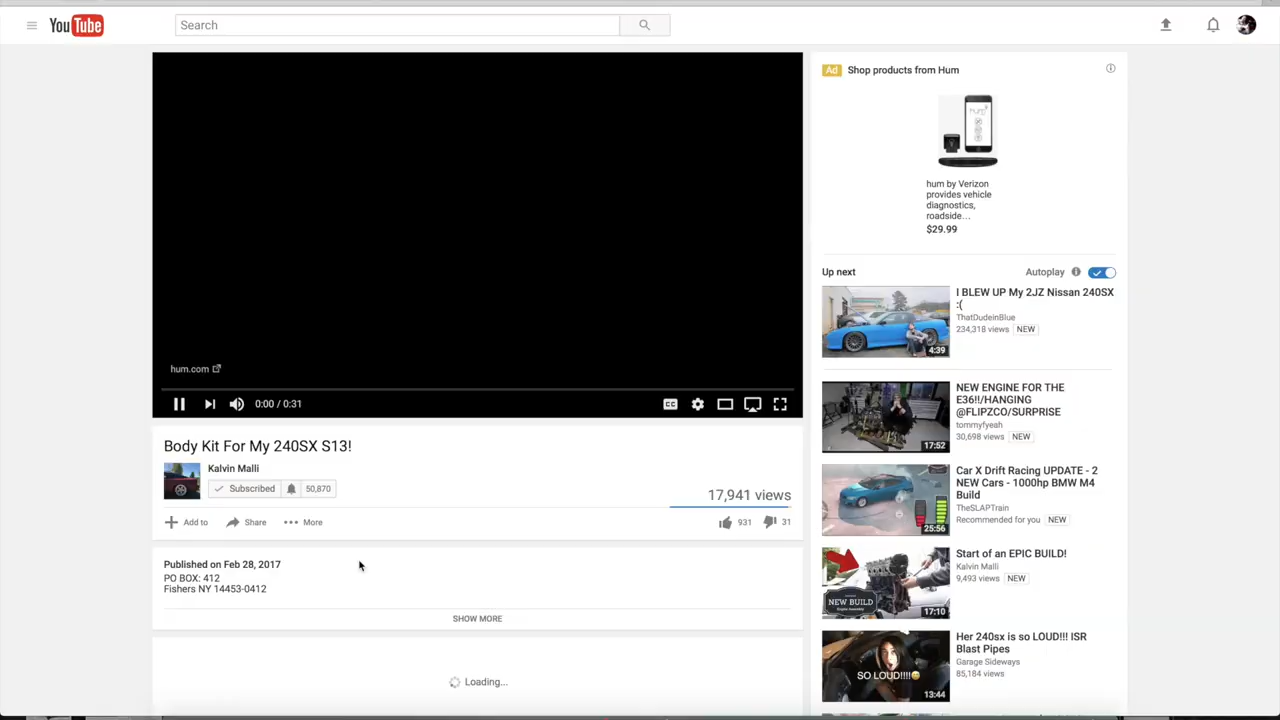 YouTube
Search
hum.com
0:00 / 0:31
CC
Body Kit For My 240SX S13!
Kalvin Malli
Subscribed 50,870
17,941 views
Add to Share More
931 31
Published on Feb 28, 2017
PO BOX: 412
Fishers NY 14453-0412
SHOW MORE
Loading...
Ad Shop products from Hum
hum by Verizon
provides vehicle
diagnostics,
roadside…
$29.99
Up next
Autoplay
4:39
I BLEW UP My 2JZ Nissan 240SX
:(
ThatDudeinBlue
234,318 views NEW
17:52
NEW ENGINE FOR THE
E36!!/HANGING
@FLIPZCO/SURPRISE
tommyfyeah
30,698 views NEW
25:56
Car X Drift Racing UPDATE - 2
NEW Cars - 1000hp BMW M4
Build
TheSLAPTrain
Recommended for you NEW
NEW BUILD
17:10
Start of an EPIC BUILD!
Kalvin Malli
9,493 views NEW
SO LOUD!!!!😅
13:44
Her 240sx is so LOUD!!! ISR
Blast Pipes
Garage Sideways
85,184 views